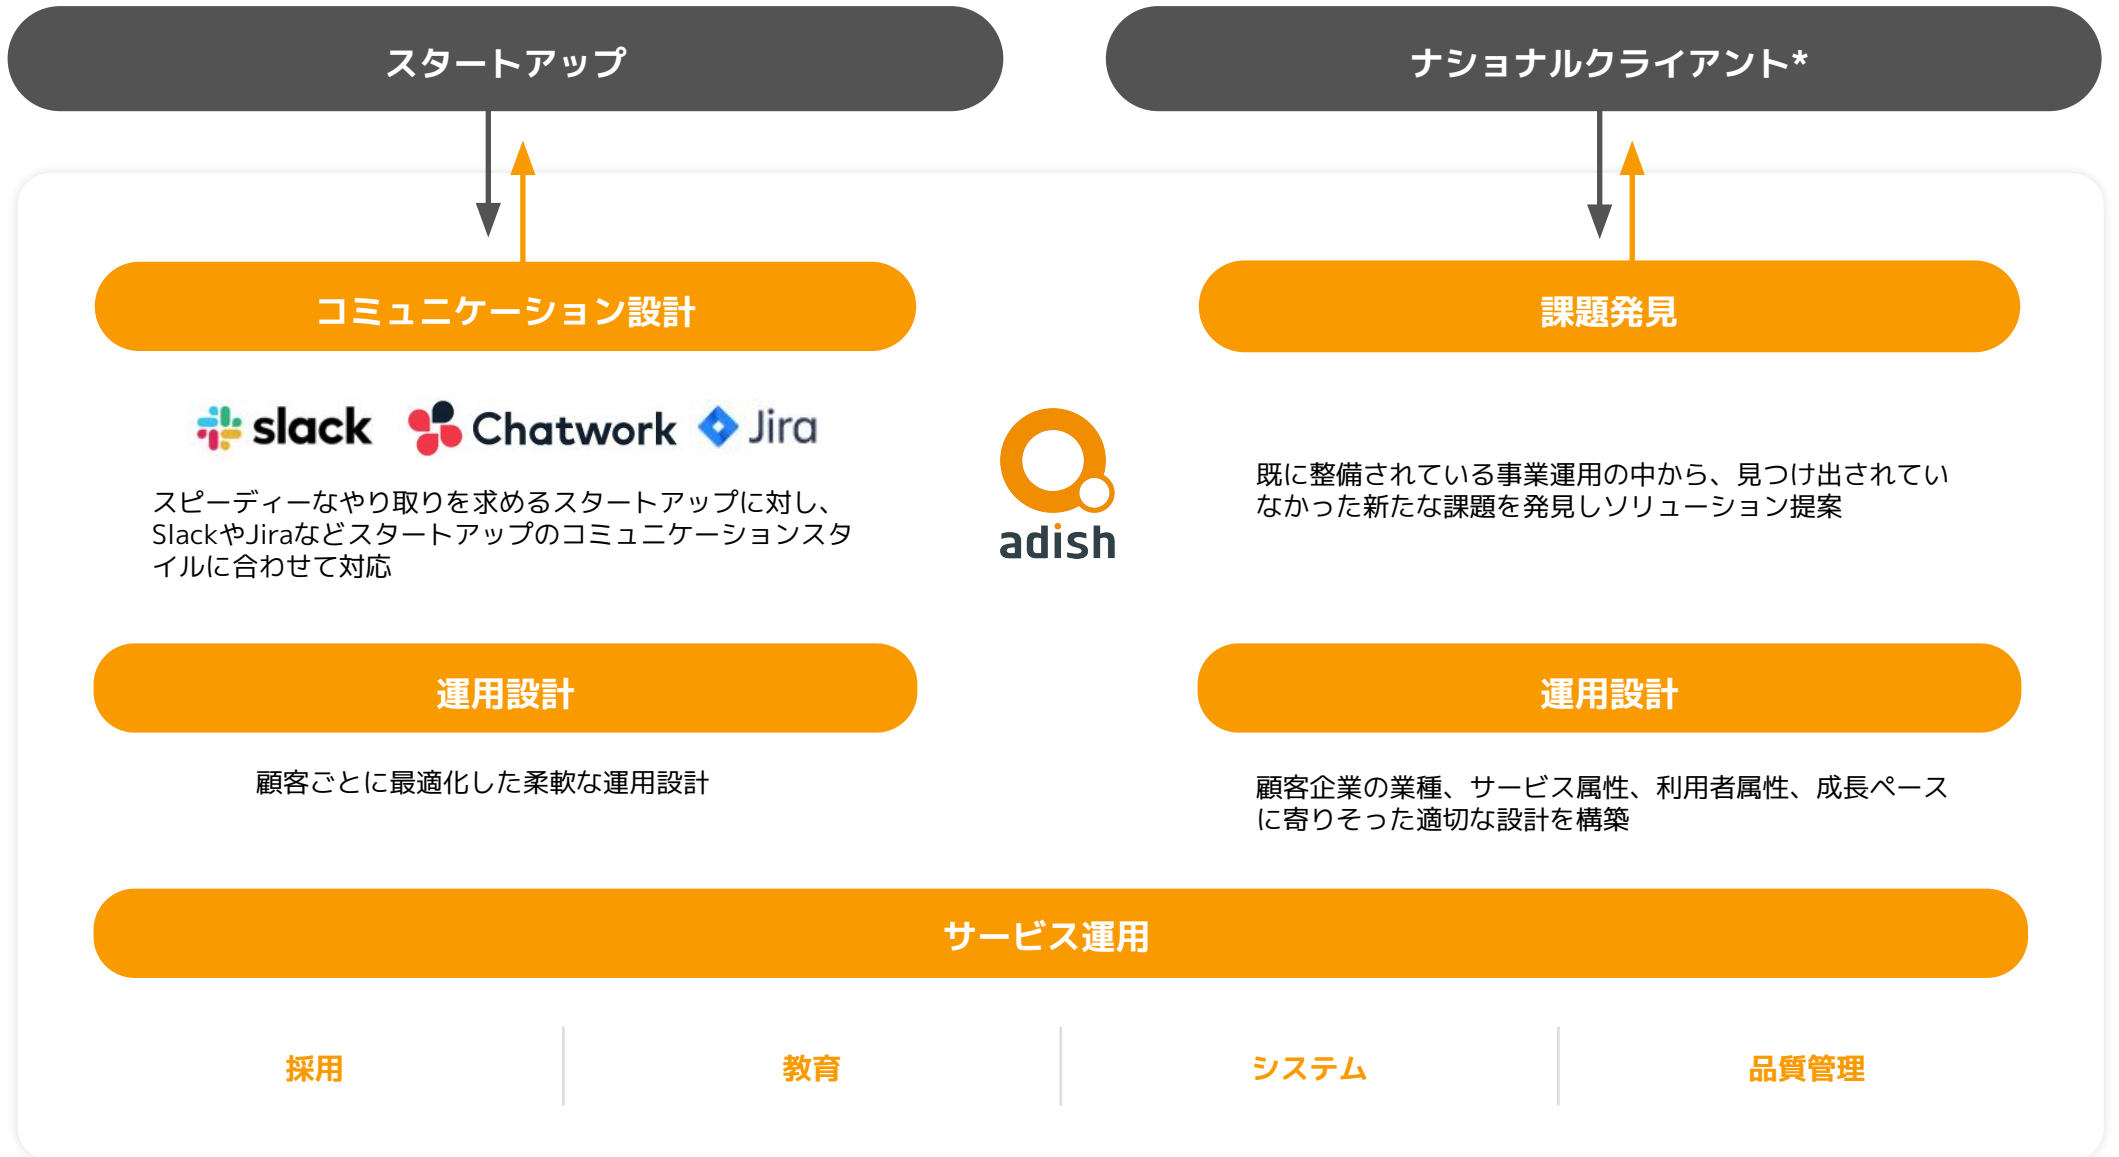 スタートアップ
ナショナルクライアント*
コミュニケーション設計
課題発見
slack
Chatwork
Jira
スピーディーなやり取りを求めるスタートアップに対し、
SlackやJiraなどスタートアップのコミュニケーションスタ
イルに合わせて対応
adish
既に整備されている事業運用の中から、見つけ出されてい
なかった新たな課題を発見しソリューション提案
運用設計
運用設計
顧客ごとに最適化した柔軟な運用設計
顧客企業の業種、サービス属性、利用者属性、成長ペース
に寄りそった適切な設計を構築
サービス運用
採用
教育
システム
品質管理